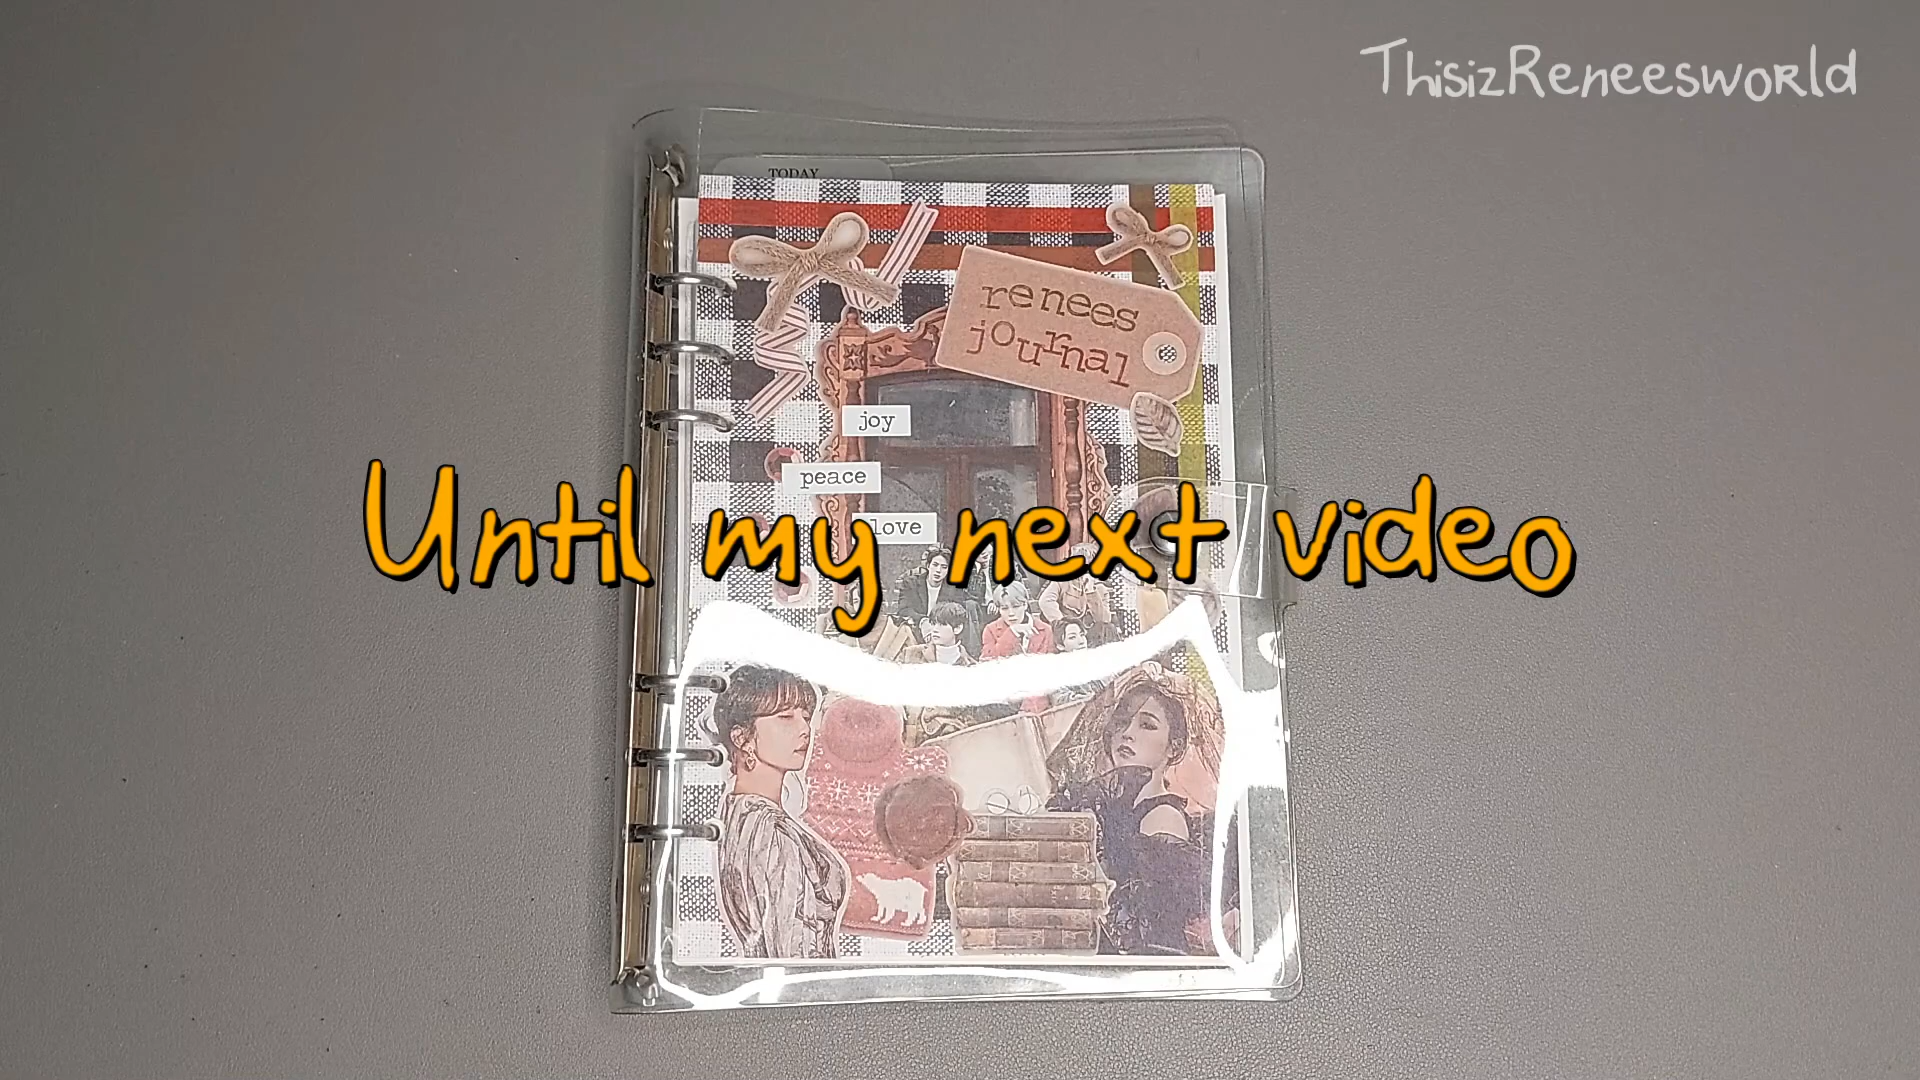 ThisizReneesworld
TODAY
renees
journal
joy
peace
love
Until my next video